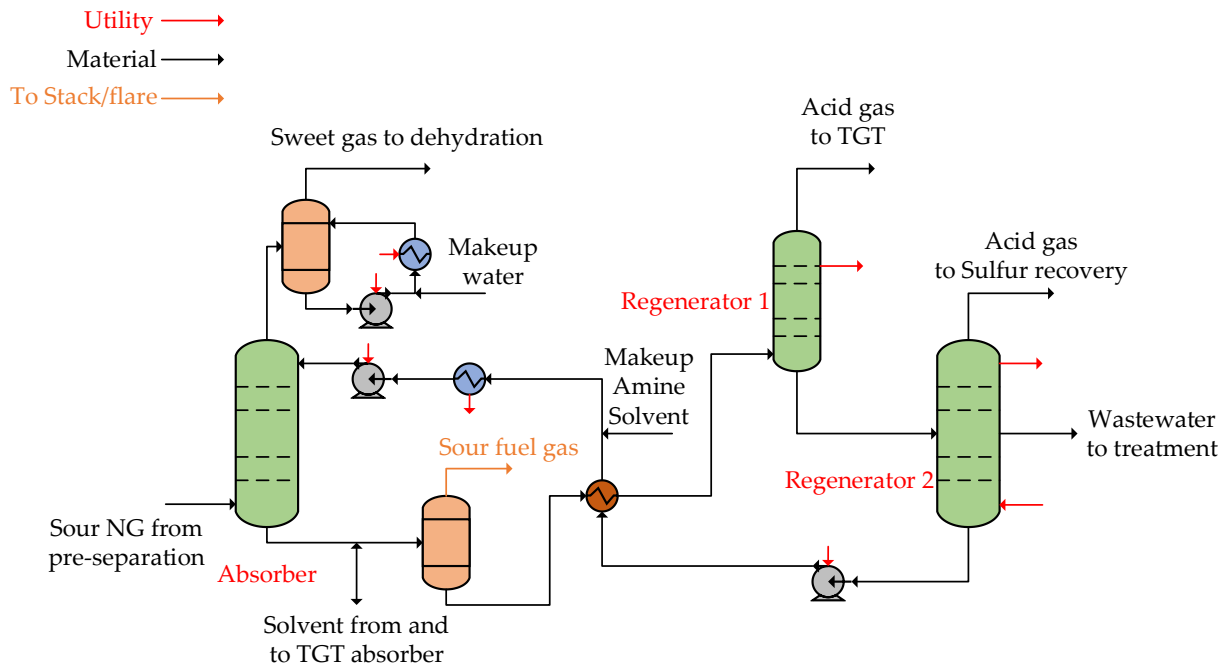 Utility
Material
To Stack/flare
Sweet gas to dehydration
Makeup
water
Acid gas
to TGT
Acid gas
to Sulfur recovery
Regenerator 1
Makeup
Amine
Solvent
Wastewater
to treatment
Sour fuel gas
Regenerator 2
Sour NG from
pre-separation
Absorber
Solvent from and
to TGT absorber